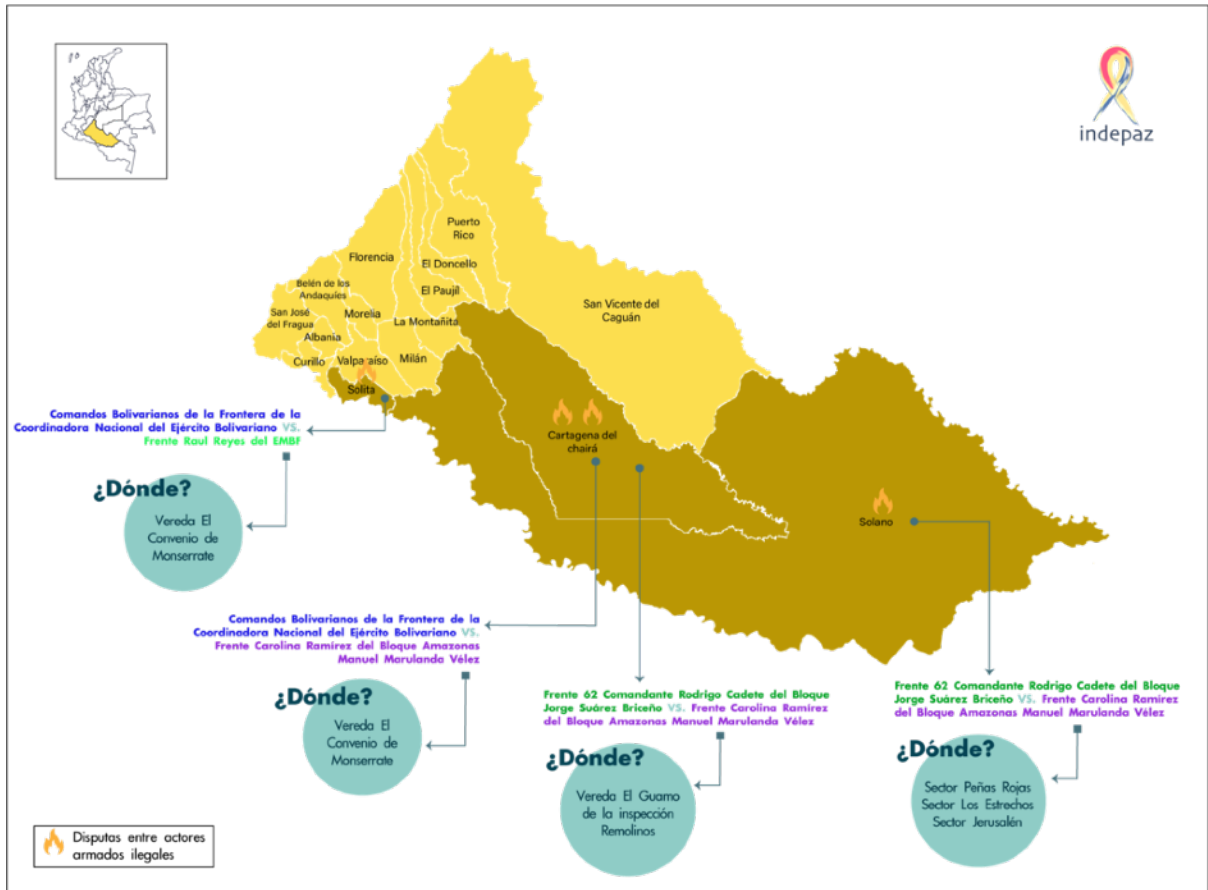 indepaz
Puerto
Rico
Florencia
El Doncello
Belén de los
Andaquíes
El Paujíl
San Vicente del
Caguán
San José
del Fragua
Morelia
La Montañita
Albania
Curillo
Valparaíso
Milán
Solita
Comandos Bolivarianos de la Frontera de la
Coordinadora Nacional del Ejército Bolivariano VS.
Frente Raul Reyes del EMBF
Cartagena del
chairá
Solano
¿Dónde?
Vereda El
Convenio de
Monserrate
Comandos Bolivarianos de la Frontera de la
Coordinadora Nacional del Ejército Bolivariano VS.
Frente Carolina Ramírez del Bloque Amazonas
Manuel Marulanda Vélez
¿Dónde?
Vereda El
Convenio de
Monserrate
Frente 62 Comandante Rodrigo Cadete del Bloque
Jorge Suárez Briceño VS. Frente Carolina Ramírez
del Bloque Amazonas Manuel Marulanda Vélez
¿Dónde?
Vereda El Guamo
de la inspección
Remolinos
Frente 62 Comandante Rodrigo Cadete del Bloque
Jorge Suárez Briceño VS. Frente Carolina Ramírez
del Bloque Amazonas Manuel Marulanda Vélez
¿Dónde?
Sector Peñas Rojas
Sector Los Estrechos
Sector Jerusalén
Disputas entre actores
armados ilegales